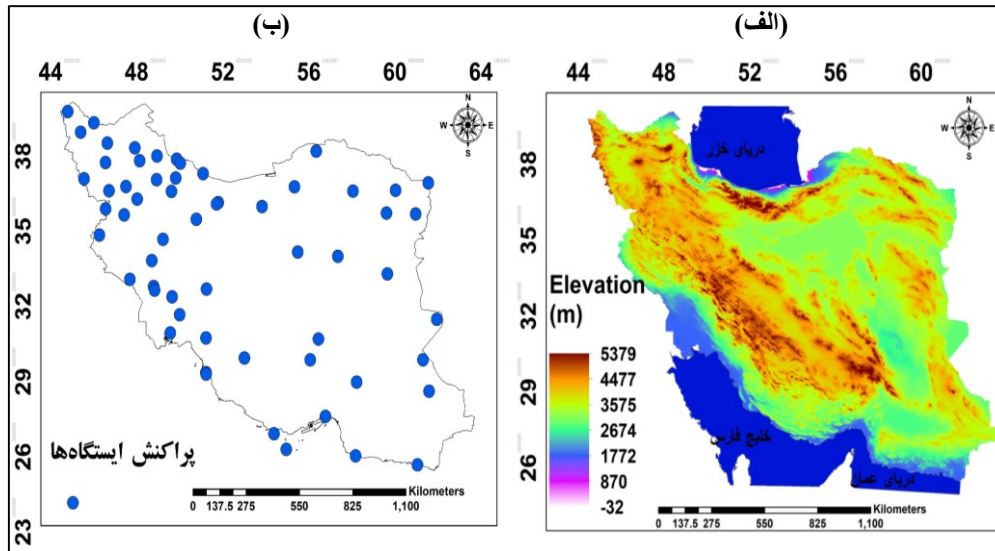 (ب)
44 48 52 56 60 64
38
35
32
29
26
23
N
W E
S
پراکنش ایستگاه‌ها
Kilometers
0 137.5 275 550 825 1,100
(الف)
44 48 52 56 60
38
35
32
29
26
N
W E
S
دریای خزر
Elevation
(m)
5379
4477
3575
2674
1772
870
-32
خلیج فارس
دریای عمان
Kilometers
0 137.5 275 550 825 1,100